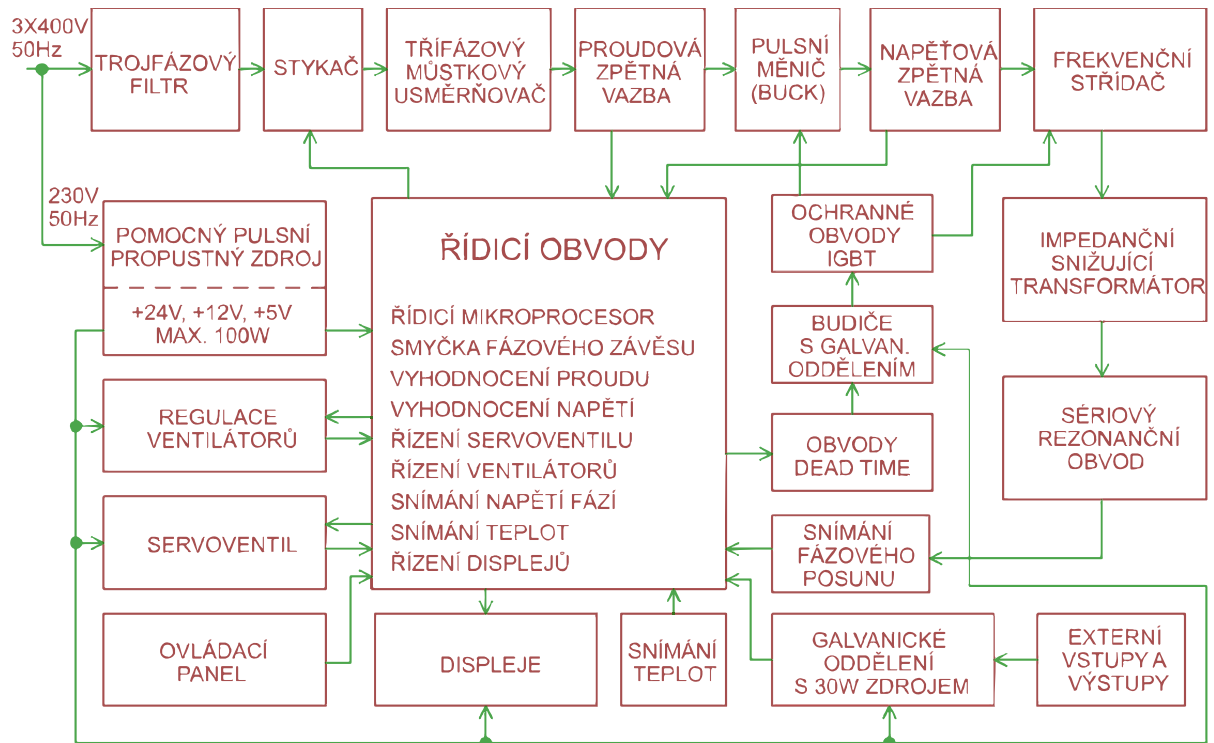 3X400V
50Hz
TROJFÁZOVÝ
FILTR
STYKAČ
TŘÍFÁZOVÝ
MŮSTKOVÝ
USMĚRŇOVAČ
PROUDOVÁ
ZPĚTNÁ
VAZBA
PULSNÍ
MĚNIČ
(BUCK)
NAPĚŤOVÁ
ZPĚTNÁ
VAZBA
FREKVENČNÍ
STŘÍDAČ
230V
50Hz
POMOCNÝ PULSNÍ
PROPUSTNÝ ZDROJ
+24V, +12V, +5V
MAX. 100W
REGULACE
VENTILÁTORŮ
SERVOVENTIL
OVLÁDACÍ
PANEL
ŘÍDICÍ OBVODY
ŘÍDICÍ MIKROPROCESOR
SMYČKA FÁZOVÉHO ZÁVĚSU
VYHODNOCENÍ PROUDU
VYHODNOCENÍ NAPĚTÍ
ŘÍZENÍ SERVOVENTILU
ŘÍZENÍ VENTILÁTORŮ
SNÍMÁNÍ NAPĚTÍ FÁZÍ
SNÍMÁNÍ TEPLOT
ŘÍZENÍ DISPLEJŮ
DISPLEJE
SNÍMÁNÍ
TEPLOT
OCHRANNÉ
OBVODY
IGBT
BUDIČE
S GALVAN.
ODDĚLENÍM
OBVODY
DEAD TIME
SNÍMÁNÍ
FÁZOVÉHO
POSUNU
GALVANICKÉ
ODDĚLENÍ
S 30W ZDROJEM
IMPEDANČNÍ
SNIŽUJÍCÍ
TRANSFORMÁTOR
SÉRIOVÝ
REZONANČNÍ
OBVOD
EXTERNÍ
VSTUPY A
VÝSTUPY